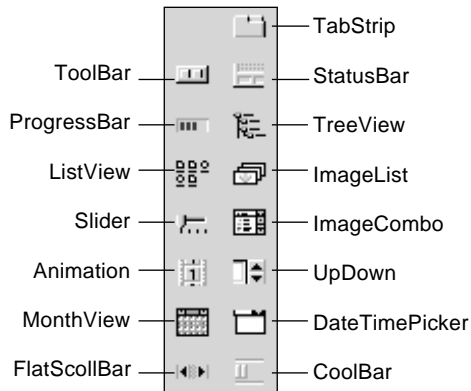 TabStrip
ToolBar StatusBar
ProgressBar TreeView
ListView ImageList
Slider ImageCombo
Animation UpDown
MonthView DateTimePicker
FlatScollBar CoolBar